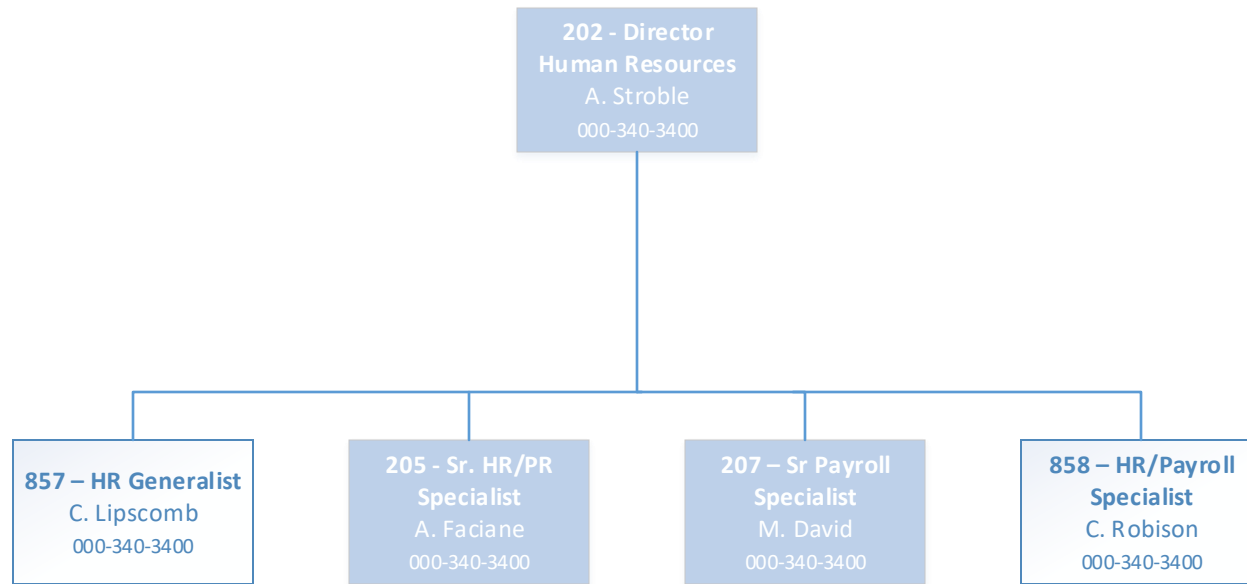 202 - Director
Human Resources
A. Stroble
000-340-3400
857 – HR Generalist
C. Lipscomb
000-340-3400
205 - Sr. HR/PR
Specialist
A. Faciane
000-340-3400
207 – Sr Payroll
Specialist
M. David
000-340-3400
858 – HR/Payroll
Specialist
C. Robison
000-340-3400